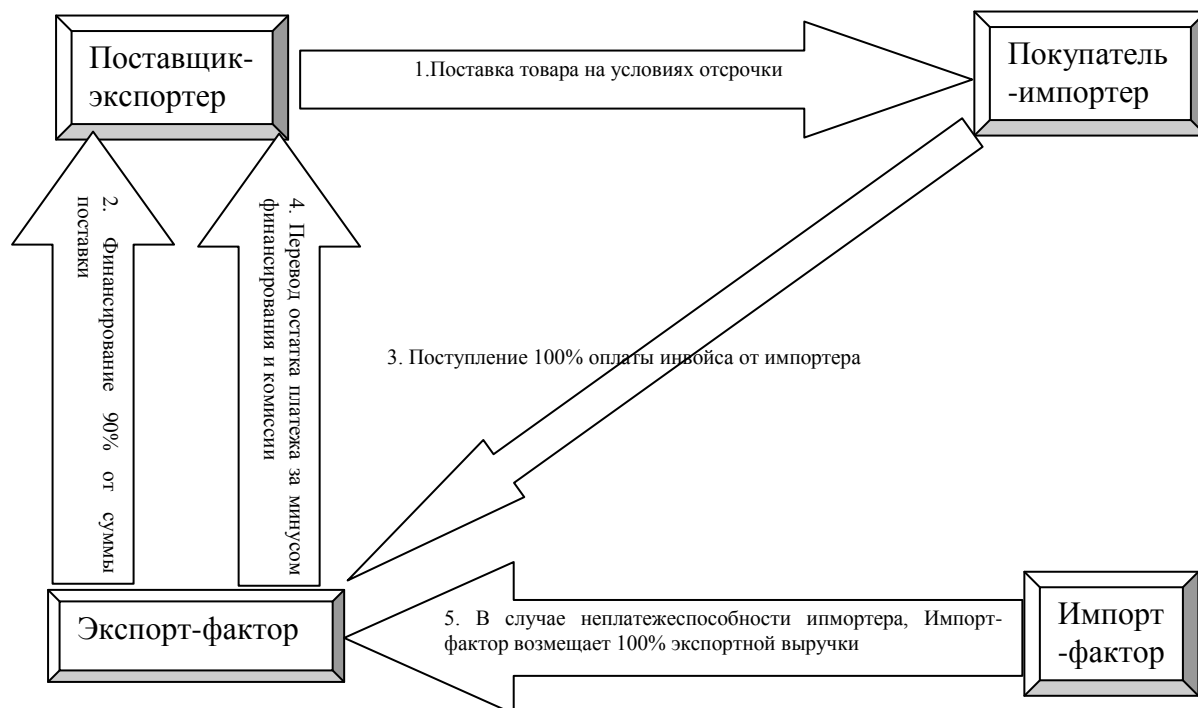 Поставщик-
экспортер
1.Поставка товара на условиях отсрочки
Покупатель
-импортер
2. Финансирование 90% от суммы
поставки
4. Перевод остатка платежа за минусом
финансирования и комиссии
3. Поступление 100% оплаты инвойса от импортера
Экспорт-фактор
5. В случае неплатежеспособности ипмортера, Импорт-
фактор возмещает 100% экспортной выручки
Импорт
-фактор